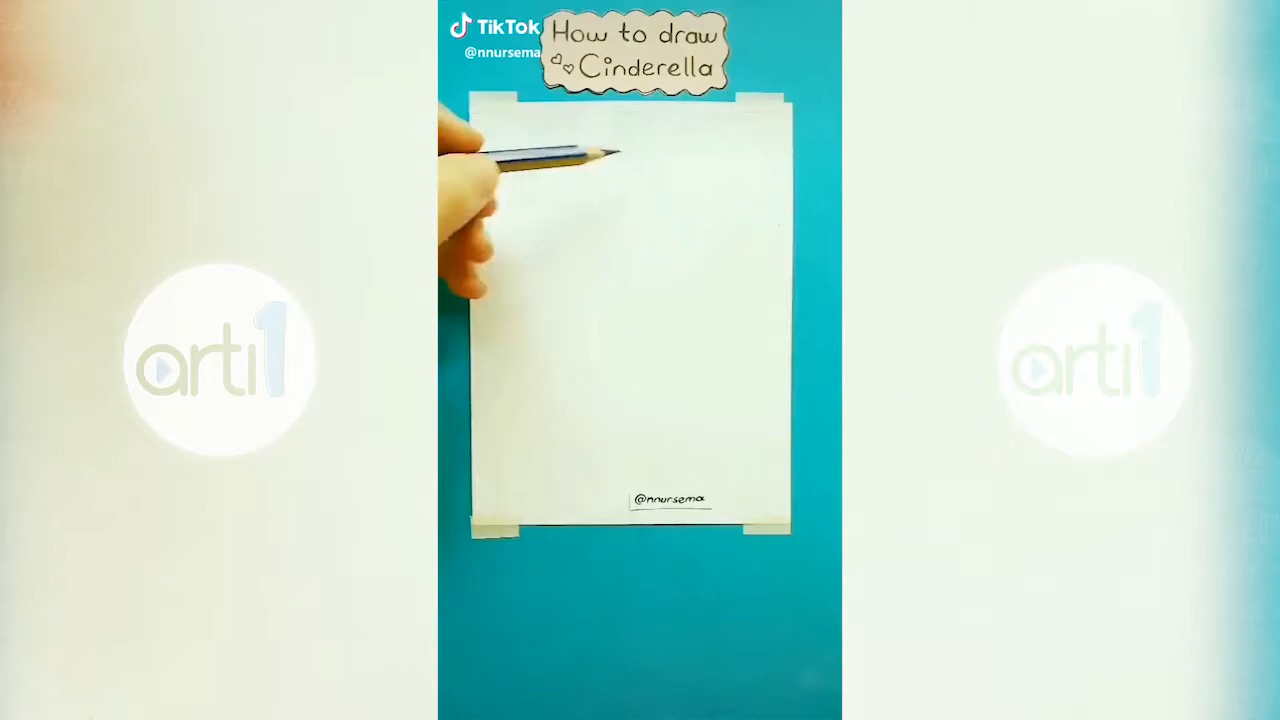 TikTok
@nnursema
How to draw
Cinderella
@nnursema
arti1
arti1